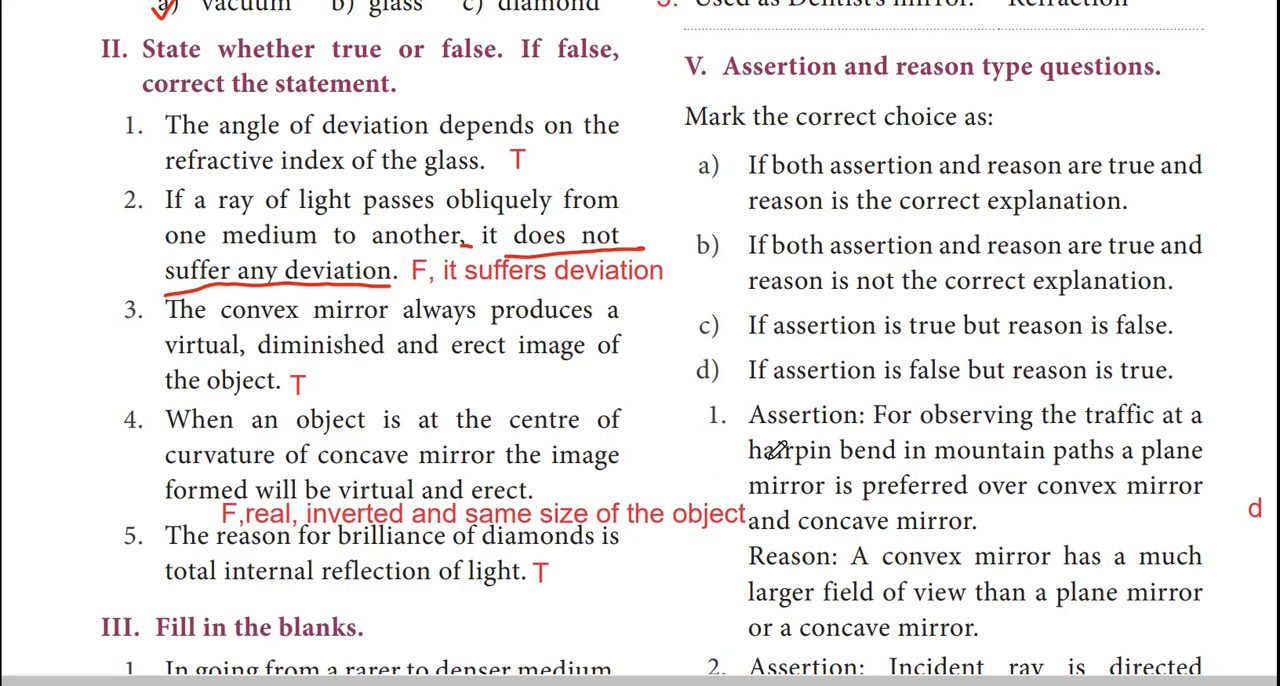 a) vacuum b) glass c) diamond
II. State whether true or false. If false,
correct the statement.
1. The angle of deviation depends on the
refractive index of the glass. T
2. If a ray of light passes obliquely from
one medium to another, it does not
suffer any deviation. F, it suffers deviation
3. The convex mirror always produces a
virtual, diminished and erect image of
the object. T
4. When an object is at the centre of
curvature of concave mirror the image
formed will be virtual and erect.
F,real, inverted and same size of the object
5. The reason for brilliance of diamonds is
total internal reflection of light. T
III. Fill in the blanks.
1. In going from a rarer to denser medium
5. Used as Dentist's mirror. Refraction
V. Assertion and reason type questions.
Mark the correct choice as:
a) If both assertion and reason are true and
reason is the correct explanation.
b) If both assertion and reason are true and
reason is not the correct explanation.
c) If assertion is true but reason is false.
d) If assertion is false but reason is true.
1. Assertion: For observing the traffic at a
hairpin bend in mountain paths a plane
mirror is preferred over convex mirror
and concave mirror. d
Reason: A convex mirror has a much
larger field of view than a plane mirror
or a concave mirror.
2. Assertion: Incident ray is directed